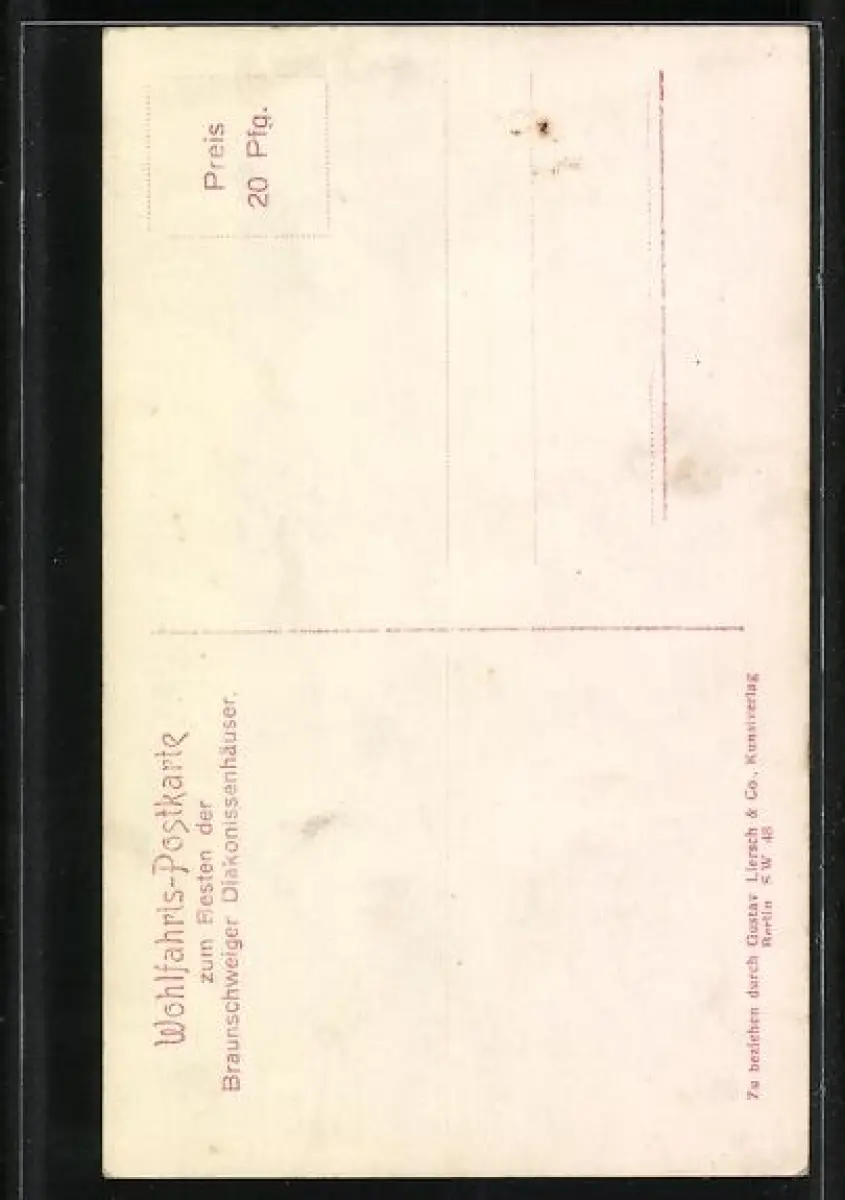 Wohlfahrts-Postkarte
zum Besten der
Braunschweiger Diakonissenhäuser.
Preis
20 Pfg.
Zu beziehen durch Gustav Liersch & Co., Kunstverlag
Berlin SW 48